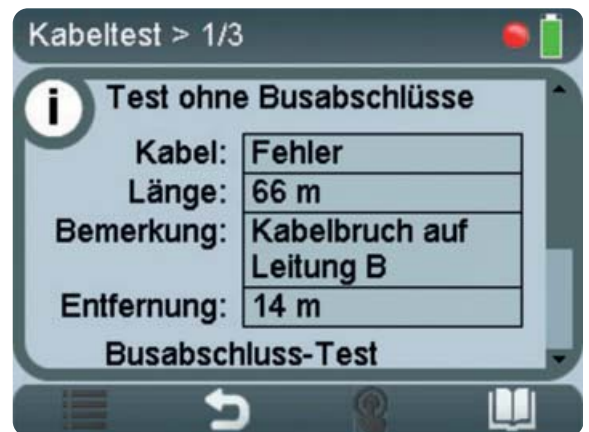 Kabeltest > 1/3
i
Test ohne Busabschlüsse
Kabel: Fehler
Länge: 66 m
Bemerkung: Kabelbruch auf
Leitung B
Entfernung: 14 m
Busabschluss-Test